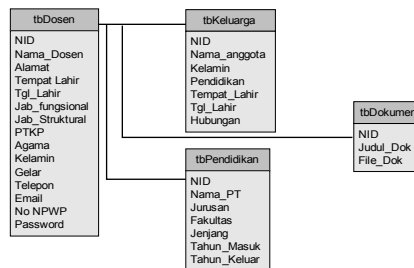 tbDosen
NID
Nama_Dosen
Alamat
Tempat Lahir
Tgl_Lahir
Jab_fungsional
Jab_Struktural
PTKP
Agama
Kelamin
Gelar
Telepon
Email
No NPWP
Password
tbKeluarga
NID
Nama_anggota
Kelamin
Pendidikan
Tempat_Lahir
Tgl_Lahir
Hubungan
tbDokumen
NID
Judul_Dok
File_Dok
tbPendidikan
NID
Nama_PT
Jurusan
Fakultas
Jenjang
Tahun_Masuk
Tahun_Keluar